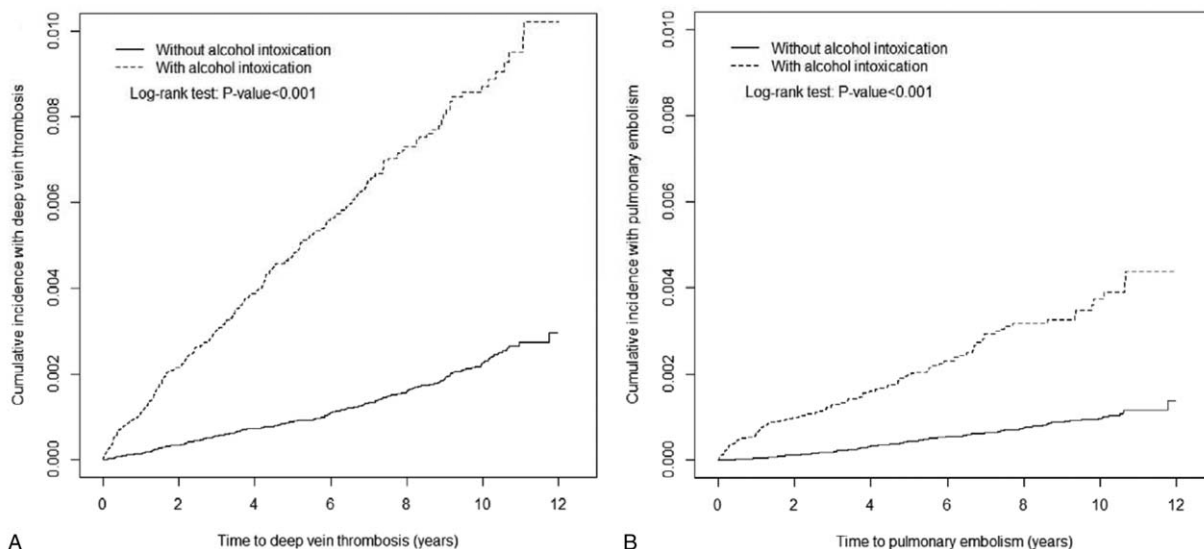 Cumulative incidence with deep vein thrombosis
0.010
0.008
0.006
0.004
0.002
0.000
Without alcohol intoxication
With alcohol intoxication
Log-rank test: P-value<0.001
0 2 4 6 8 10 12
Time to deep vein thrombosis (years)
A
Cumulative incidence with pulmonary embolism
0.010
0.008
0.006
0.004
0.002
0.000
Without alcohol intoxication
With alcohol intoxication
Log-rank test: P-value<0.001
0 2 4 6 8 10 12
Time to pulmonary embolism (years)
B